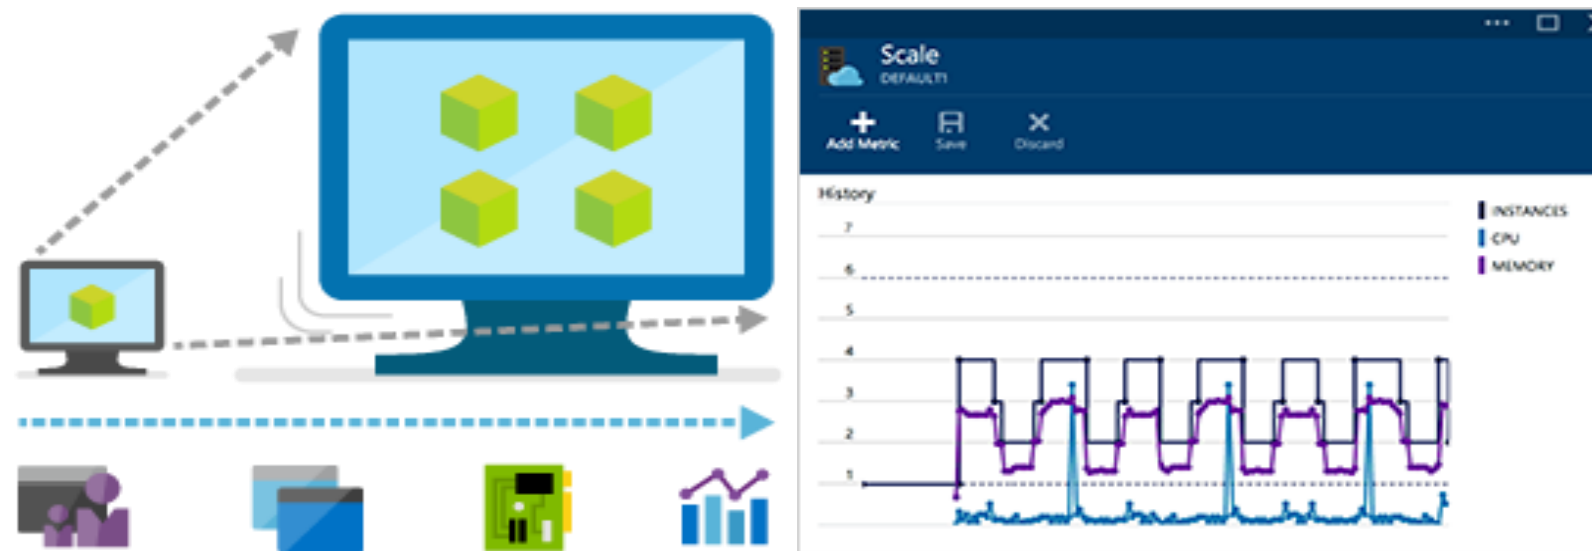 Scale
DEFAULT1
Add Metric
Save
Discard
History
7
6
5
4
3
2
1
INSTANCES
CPU
MEMORY